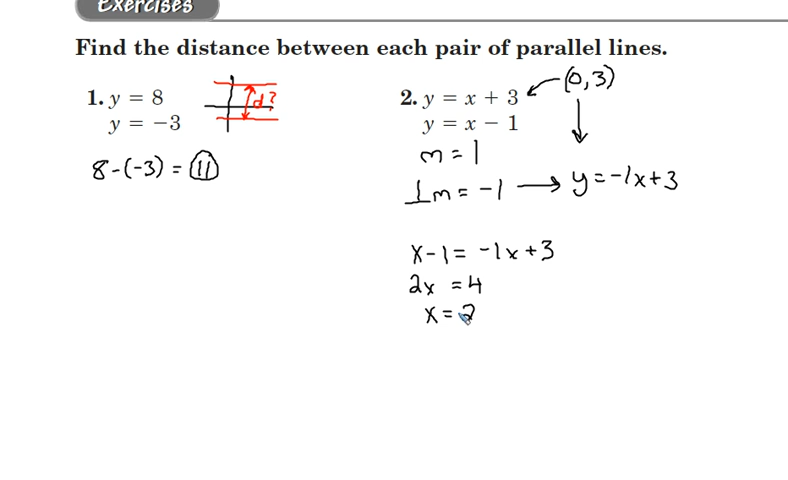 Exercises
Find the distance between each pair of parallel lines.
1. y = 8
y = −3
d?
8-(-3) = 11
2. y = x + 3
(0,3)
y = x − 1
m = 1
⊥m = -1 → y = -1x+3
x-1 = -1x+3
2x = 4
x = 2